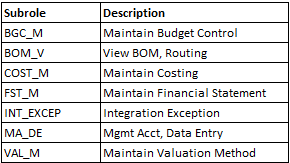 Subrole Description
BGC_M Maintain Budget Control
BOM_V View BOM, Routing
COST_M Maintain Costing
FST_M Maintain Financial Statement
INT_EXCEP Integration Exception
MA_DE Mgmt Acct, Data Entry
VAL_M Maintain Valuation Method